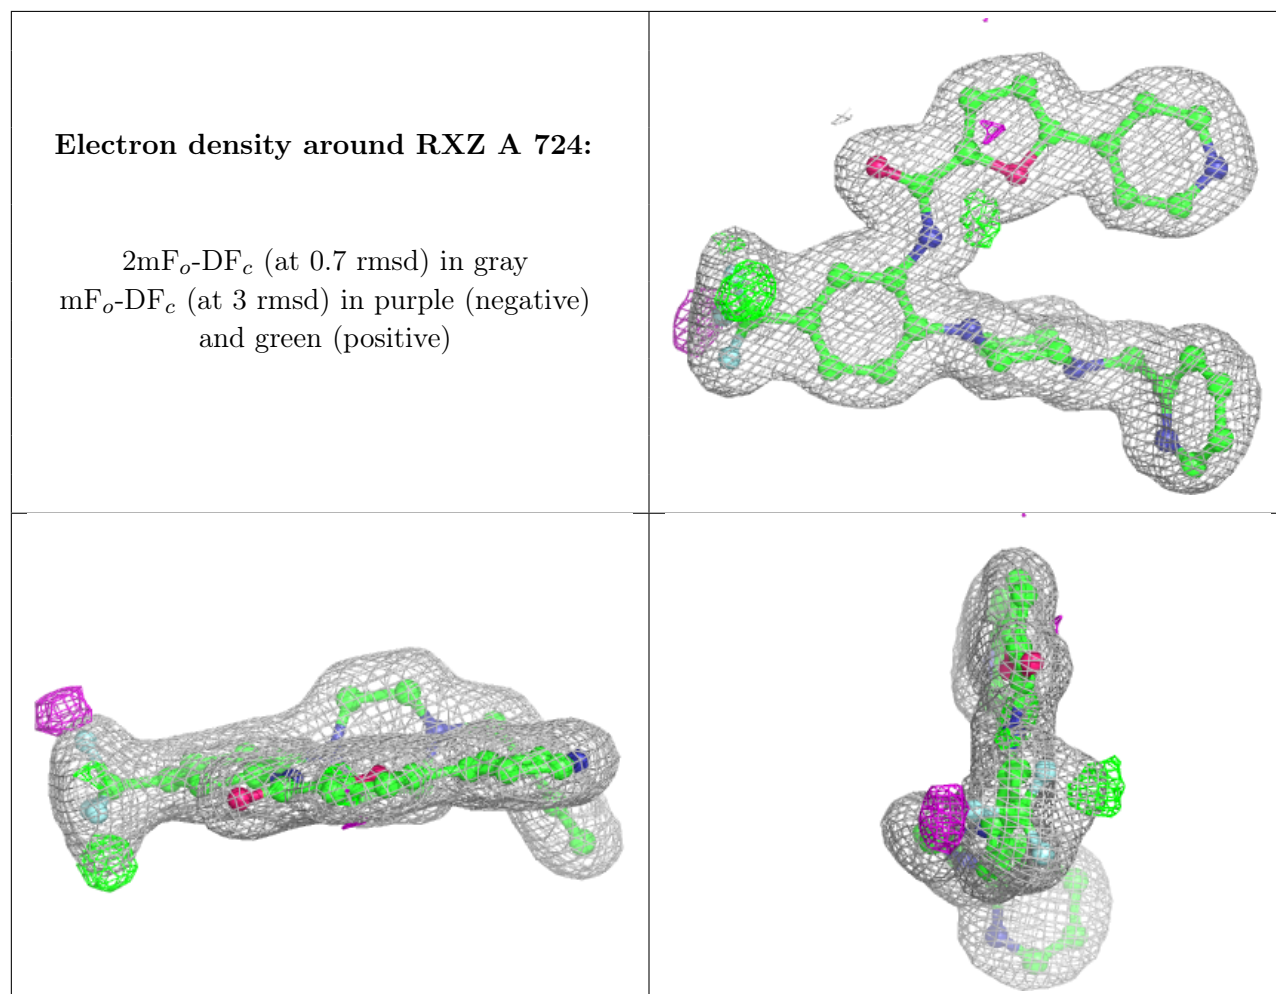 Electron density around RXZ A 724:
2mFo-DFc (at 0.7 rmsd) in gray
mFo-DFc (at 3 rmsd) in purple (negative)
and green (positive)